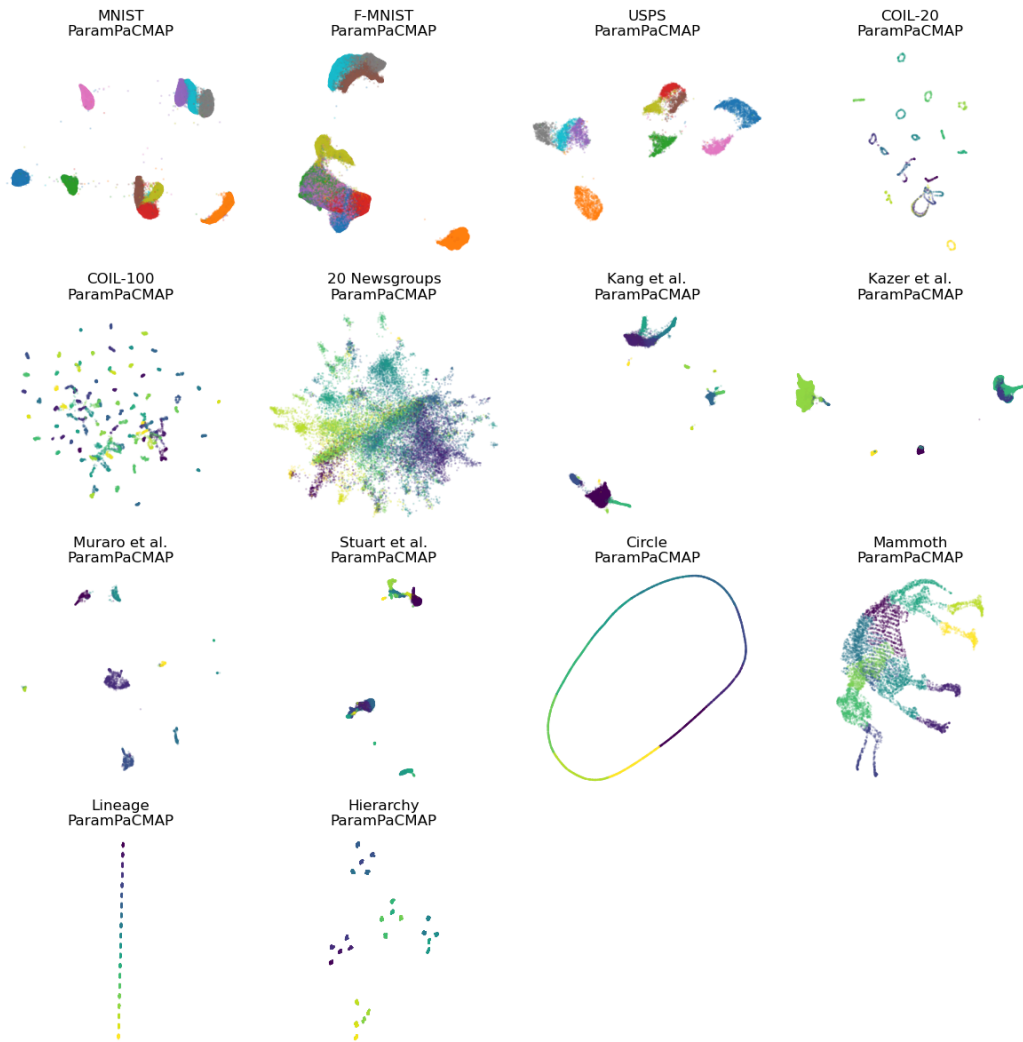 MNIST
ParamPaCMAP
F-MNIST
ParamPaCMAP
USPS
ParamPaCMAP
COIL-20
ParamPaCMAP
COIL-100
ParamPaCMAP
20 Newsgroups
ParamPaCMAP
Kang et al.
ParamPaCMAP
Kazer et al.
ParamPaCMAP
Muraro et al.
ParamPaCMAP
Stuart et al.
ParamPaCMAP
Circle
ParamPaCMAP
Mammoth
ParamPaCMAP
Lineage
ParamPaCMAP
Hierarchy
ParamPaCMAP